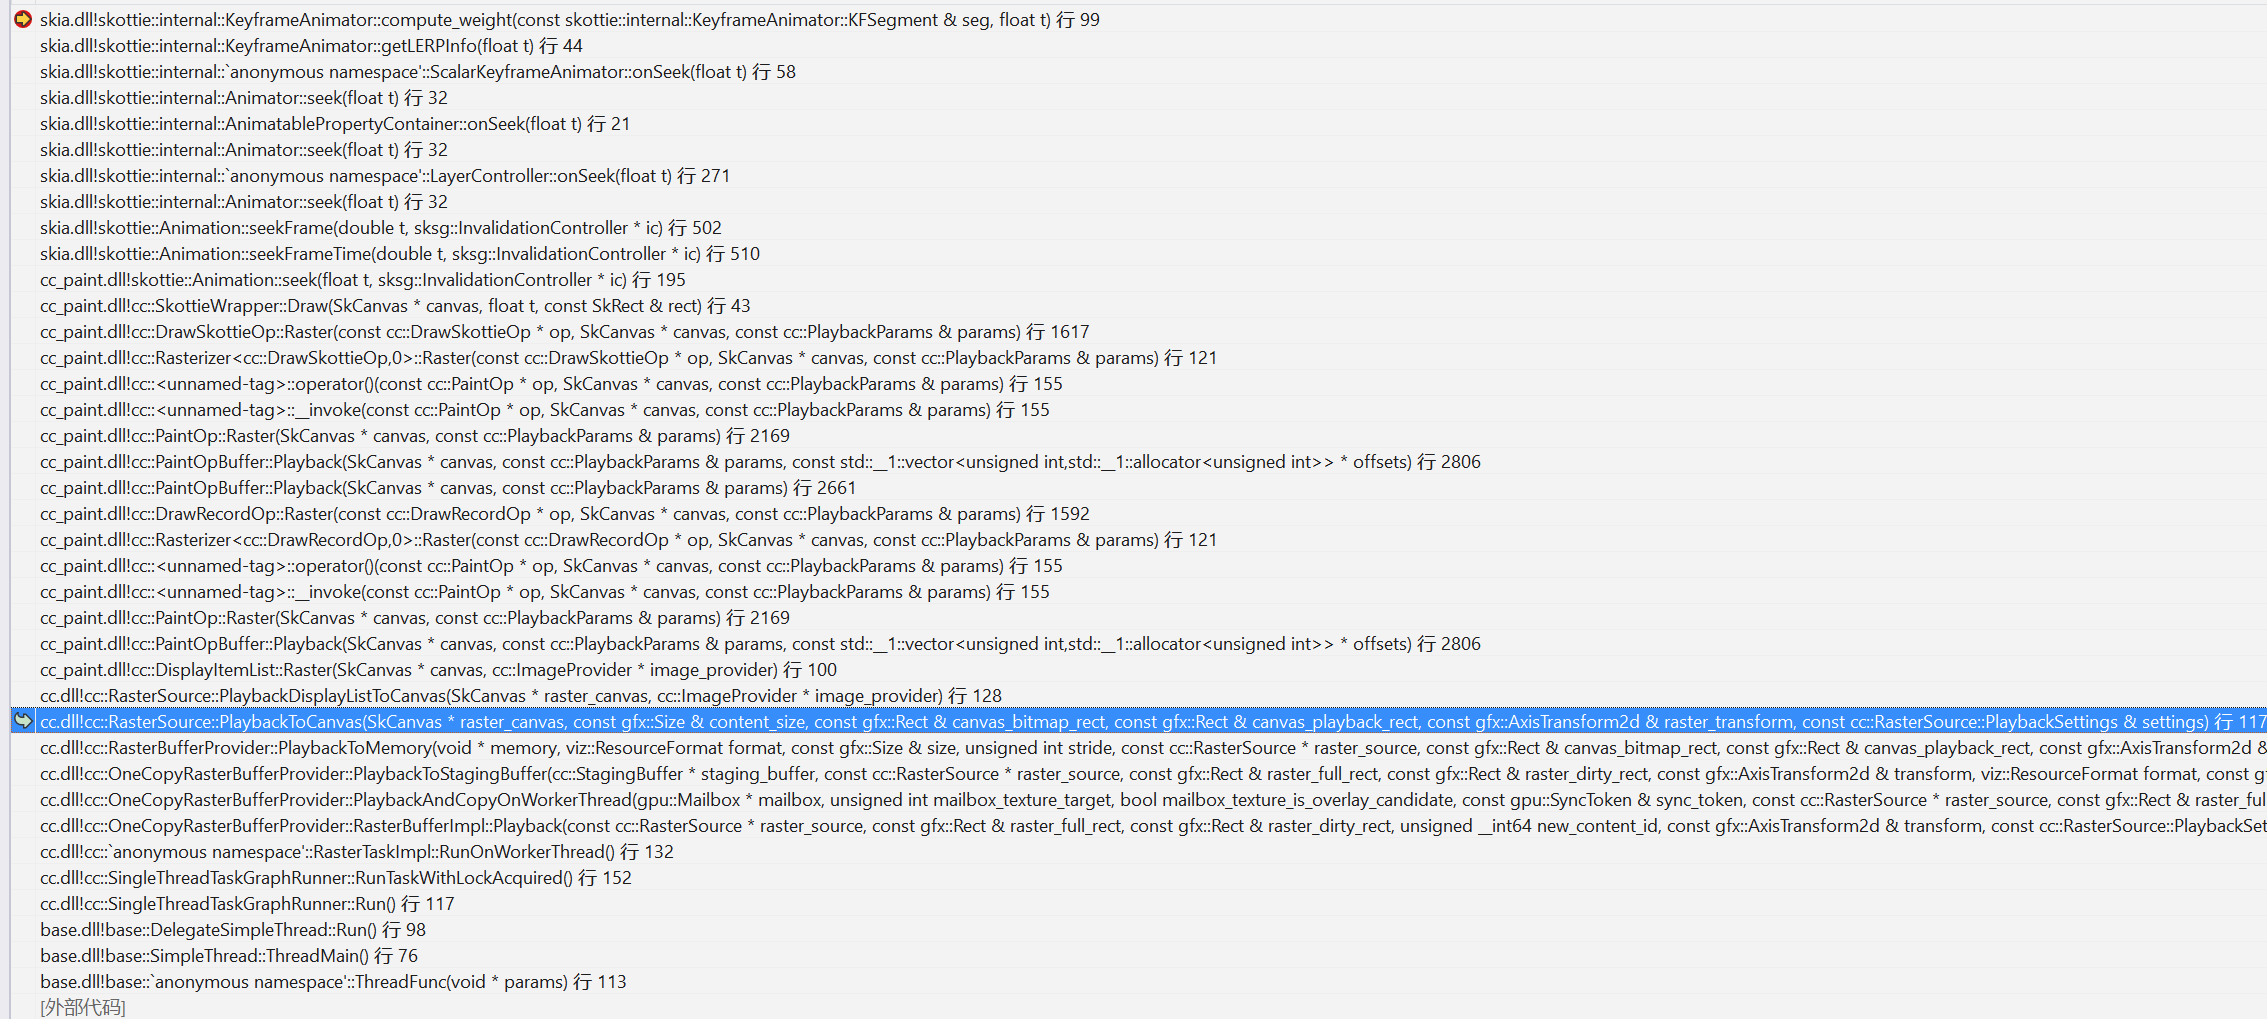 skia.dll!skottie::internal::KeyframeAnimator::compute_weight(const skottie::internal::KeyframeAnimator::KFSegment & seg, float t) 行 99
skia.dll!skottie::internal::KeyframeAnimator::getLERPInfo(float t) 行 44
skia.dll!skottie::internal::`anonymous namespace'::ScalarKeyframeAnimator::onSeek(float t) 行 58
skia.dll!skottie::internal::Animator::seek(float t) 行 32
skia.dll!skottie::internal::AnimatablePropertyContainer::onSeek(float t) 行 21
skia.dll!skottie::internal::Animator::seek(float t) 行 32
skia.dll!skottie::internal::`anonymous namespace'::LayerController::onSeek(float t) 行 271
skia.dll!skottie::internal::Animator::seek(float t) 行 32
skia.dll!skottie::Animation::seekFrame(double t, sksg::InvalidationController * ic) 行 502
skia.dll!skottie::Animation::seekFrameTime(double t, sksg::InvalidationController * ic) 行 510
cc_paint.dll!skottie::Animation::seek(float t, sksg::InvalidationController * ic) 行 195
cc_paint.dll!cc::SkottieWrapper::Draw(SkCanvas * canvas, float t, const SkRect & rect) 行 43
cc_paint.dll!cc::DrawSkottieOp::Raster(const cc::DrawSkottieOp * op, SkCanvas * canvas, const cc::PlaybackParams & params) 行 1617
cc_paint.dll!cc::Rasterizer<cc::DrawSkottieOp,0>::Raster(const cc::DrawSkottieOp * op, SkCanvas * canvas, const cc::PlaybackParams & params) 行 121
cc_paint.dll!cc::<unnamed-tag>::operator()(const cc::PaintOp * op, SkCanvas * canvas, const cc::PlaybackParams & params) 行 155
cc_paint.dll!cc::<unnamed-tag>::__invoke(const cc::PaintOp * op, SkCanvas * canvas, const cc::PlaybackParams & params) 行 155
cc_paint.dll!cc::PaintOp::Raster(SkCanvas * canvas, const cc::PlaybackParams & params) 行 2169
cc_paint.dll!cc::PaintOpBuffer::Playback(SkCanvas * canvas, const cc::PlaybackParams & params, const std::__1::vector<unsigned int,std::__1::allocator<unsigned int>> * offsets) 行 2806
cc_paint.dll!cc::PaintOpBuffer::Playback(SkCanvas * canvas, const cc::PlaybackParams & params) 行 2661
cc_paint.dll!cc::DrawRecordOp::Raster(const cc::DrawRecordOp * op, SkCanvas * canvas, const cc::PlaybackParams & params) 行 1592
cc_paint.dll!cc::Rasterizer<cc::DrawRecordOp,0>::Raster(const cc::DrawRecordOp * op, SkCanvas * canvas, const cc::PlaybackParams & params) 行 121
cc_paint.dll!cc::<unnamed-tag>::operator()(const cc::PaintOp * op, SkCanvas * canvas, const cc::PlaybackParams & params) 行 155
cc_paint.dll!cc::<unnamed-tag>::__invoke(const cc::PaintOp * op, SkCanvas * canvas, const cc::PlaybackParams & params) 行 155
cc_paint.dll!cc::PaintOp::Raster(SkCanvas * canvas, const cc::PlaybackParams & params) 行 2169
cc_paint.dll!cc::PaintOpBuffer::Playback(SkCanvas * canvas, const cc::PlaybackParams & params, const std::__1::vector<unsigned int,std::__1::allocator<unsigned int>> * offsets) 行 2806
cc_paint.dll!cc::DisplayItemList::Raster(SkCanvas * canvas, cc::ImageProvider * image_provider) 行 100
cc.dll!cc::RasterSource::PlaybackDisplayListToCanvas(SkCanvas * raster_canvas, cc::ImageProvider * image_provider) 行 128
cc.dll!cc::RasterSource::PlaybackToCanvas(SkCanvas * raster_canvas, const gfx::Size & content_size, const gfx::Rect & canvas_bitmap_rect, const gfx::Rect & canvas_playback_rect, const gfx::AxisTransform2d & raster_transform, const cc::RasterSource::PlaybackSettings & settings) 行 117
cc.dll!cc::RasterBufferProvider::PlaybackToMemory(void * memory, viz::ResourceFormat format, const gfx::Size & size, unsigned int stride, const cc::RasterSource * raster_source, const gfx::Rect & canvas_bitmap_rect, const gfx::Rect & canvas_playback_rect, const gfx::AxisTransform2d &
cc.dll!cc::OneCopyRasterBufferProvider::PlaybackToStagingBuffer(cc::StagingBuffer * staging_buffer, const cc::RasterSource * raster_source, const gfx::Rect & raster_full_rect, const gfx::Rect & raster_dirty_rect, const gfx::AxisTransform2d & transform, viz::ResourceFormat format, const g
cc.dll!cc::OneCopyRasterBufferProvider::PlaybackAndCopyOnWorkerThread(gpu::Mailbox * mailbox, unsigned int mailbox_texture_target, bool mailbox_texture_is_overlay_candidate, const gpu::SyncToken & sync_token, const cc::RasterSource * raster_source, const gfx::Rect & raster_ful
cc.dll!cc::OneCopyRasterBufferProvider::RasterBufferImpl::Playback(const cc::RasterSource * raster_source, const gfx::Rect & raster_full_rect, const gfx::Rect & raster_dirty_rect, unsigned __int64 new_content_id, const gfx::AxisTransform2d & transform, const cc::RasterSource::PlaybackSet
cc.dll!cc::`anonymous namespace'::RasterTaskImpl::RunOnWorkerThread() 行 132
cc.dll!cc::SingleThreadTaskGraphRunner::RunTaskWithLockAcquired() 行 152
cc.dll!cc::SingleThreadTaskGraphRunner::Run() 行 117
base.dll!base::DelegateSimpleThread::Run() 行 98
base.dll!base::SimpleThread::ThreadMain() 行 76
base.dll!base::`anonymous namespace'::ThreadFunc(void * params) 行 113
[外部代码]